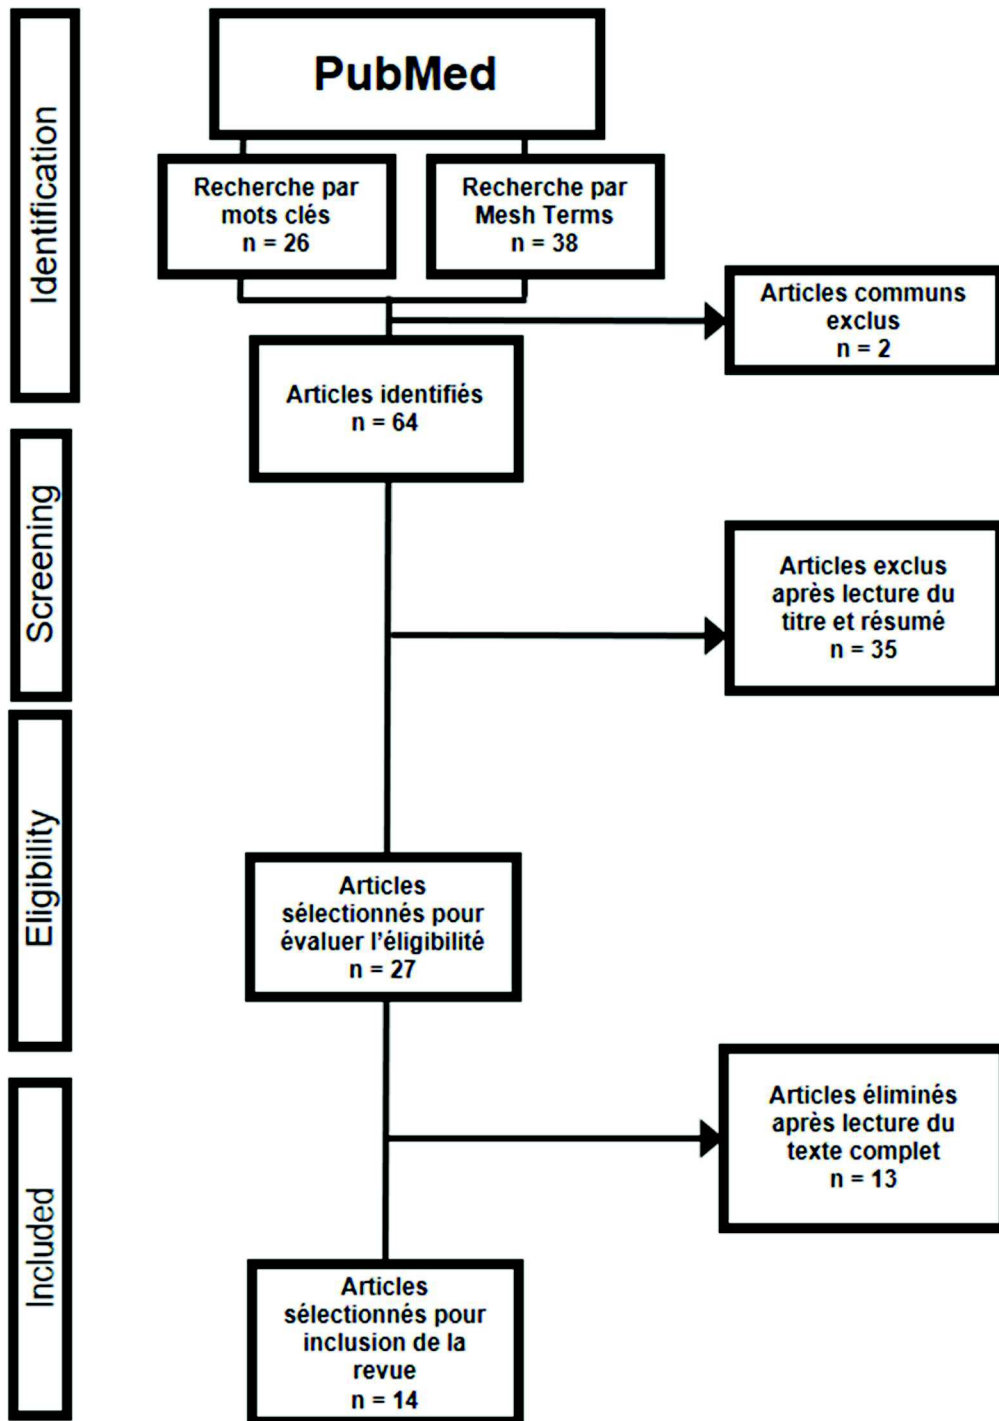 PubMed
Identification
Recherche par
mots clés
n = 26
Recherche par
Mesh Terms
n = 38
Articles communs
exclus
n = 2
Articles identifiés
n = 64
Screening
Articles exclus
après lecture du
titre et résumé
n = 35
Eligibility
Articles
sélectionnés pour
évaluer l'éligibilité
n = 27
Articles éliminés
après lecture du
texte complet
n = 13
Included
Articles
sélectionnés pour
inclusion de la
revue
n = 14